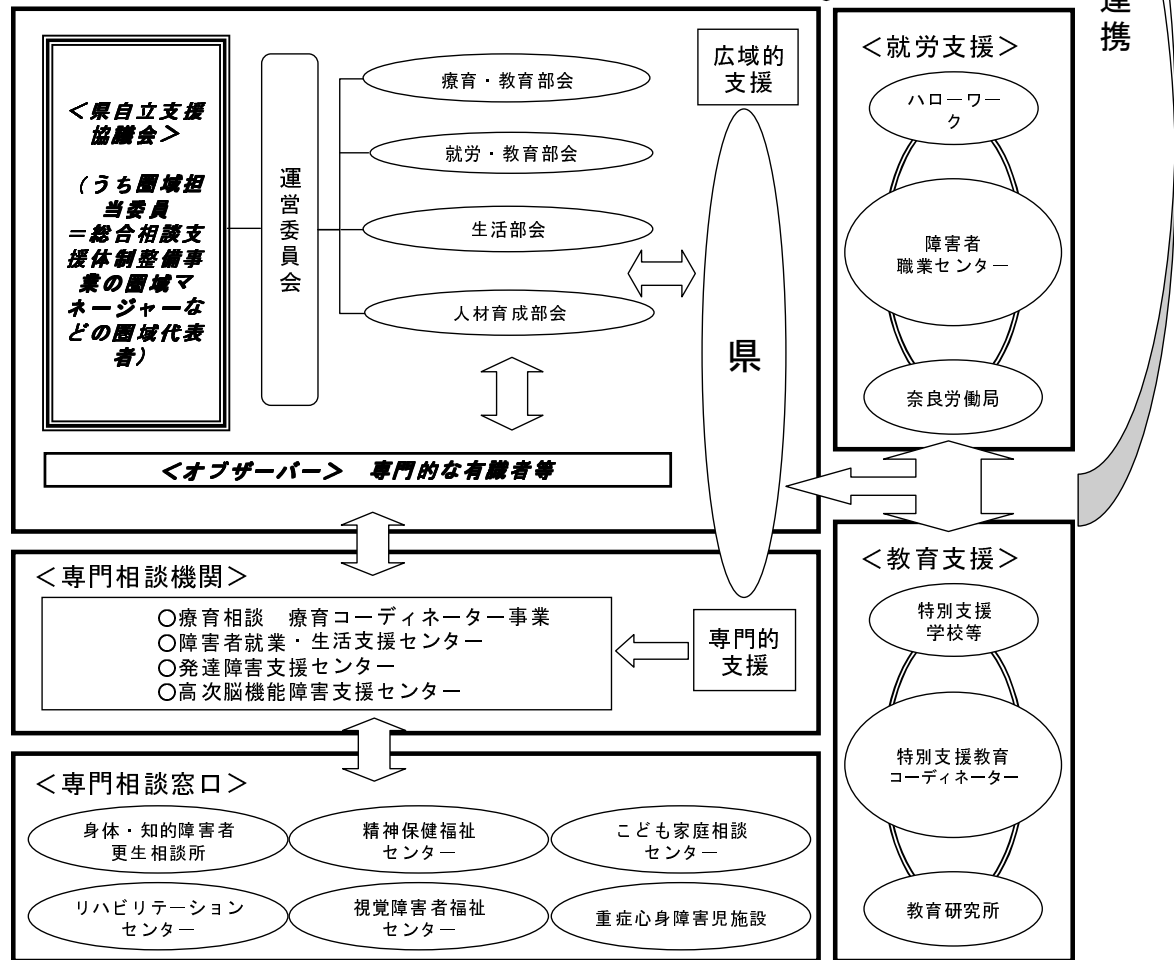 連
携
＜県自立支援
協議会＞
（うち圏域担
当委員
＝総合相談支
援体制整備事
業の圏域マ
ネージャーな
どの圏域代表
者）
運営委員会
療育・教育部会
就労・教育部会
生活部会
人材育成部会
広域的
支援
県
＜オブザーバー＞　専門的な有識者等
＜専門相談機関＞
○療育相談　療育コーディネーター事業
○障害者就業・生活支援センター
○発達障害支援センター
○高次脳機能障害支援センター
専門的
支援
＜専門相談窓口＞
身体・知的障害者
更生相談所
精神保健福祉
センター
こども家庭相談
センター
リハビリテーション
センター
視覚障害者福祉
センター
重症心身障害児施設
＜就労支援＞
ハローワー
ク
障害者
職業センター
奈良労働局
＜教育支援＞
特別支援
学校等
特別支援教育
コーディネーター
教育研究所